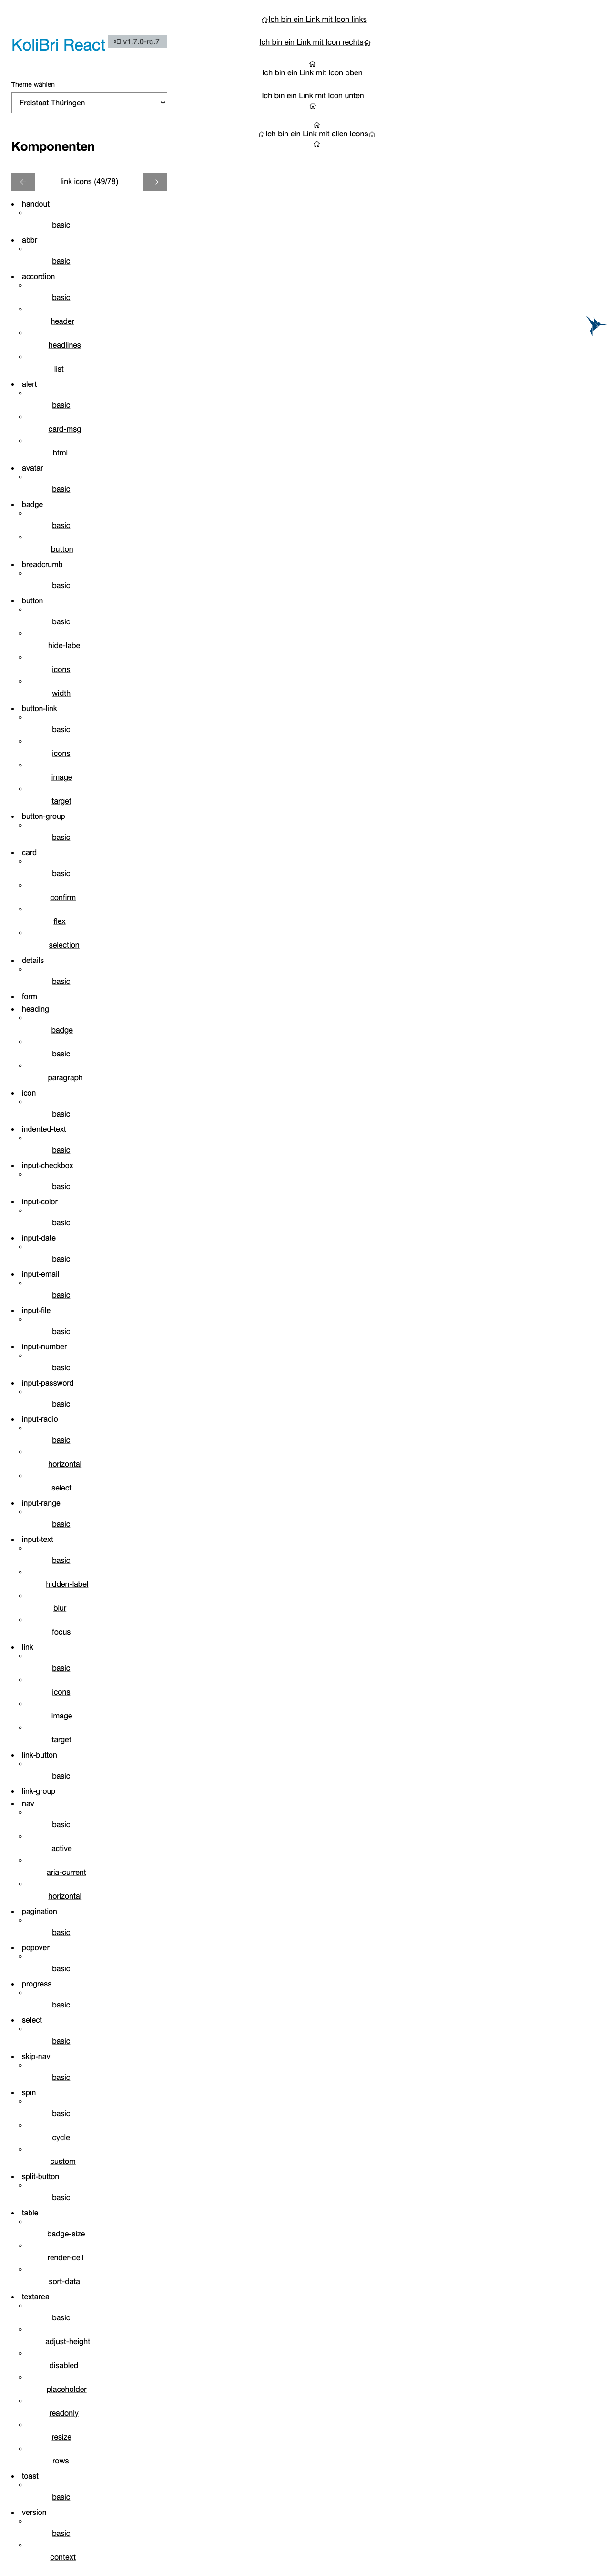 KoliBri React
v1.7.0-rc.7
Theme wählen
Freistaat Thüringen
Komponenten
link icons (49/78)
handout
basic
abbr
basic
accordion
basic
header
headlines
list
alert
basic
card-msg
html
avatar
basic
badge
basic
button
breadcrumb
basic
button
basic
hide-label
icons
width
button-link
basic
icons
image
target
button-group
basic
card
basic
confirm
flex
selection
details
basic
form
heading
badge
basic
paragraph
icon
basic
indented-text
basic
input-checkbox
basic
input-color
basic
input-date
basic
input-email
basic
input-file
basic
input-number
basic
input-password
basic
input-radio
basic
horizontal
select
input-range
basic
input-text
basic
hidden-label
blur
focus
link
basic
icons
image
target
link-button
basic
link-group
nav
basic
active
aria-current
horizontal
pagination
basic
popover
basic
progress
basic
select
basic
skip-nav
basic
spin
basic
cycle
custom
split-button
basic
table
badge-size
render-cell
sort-data
textarea
basic
adjust-height
disabled
placeholder
readonly
resize
rows
toast
basic
version
basic
context
Ich bin ein Link mit Icon links
Ich bin ein Link mit Icon rechts
Ich bin ein Link mit Icon oben
Ich bin ein Link mit Icon unten
Ich bin ein Link mit allen Icons